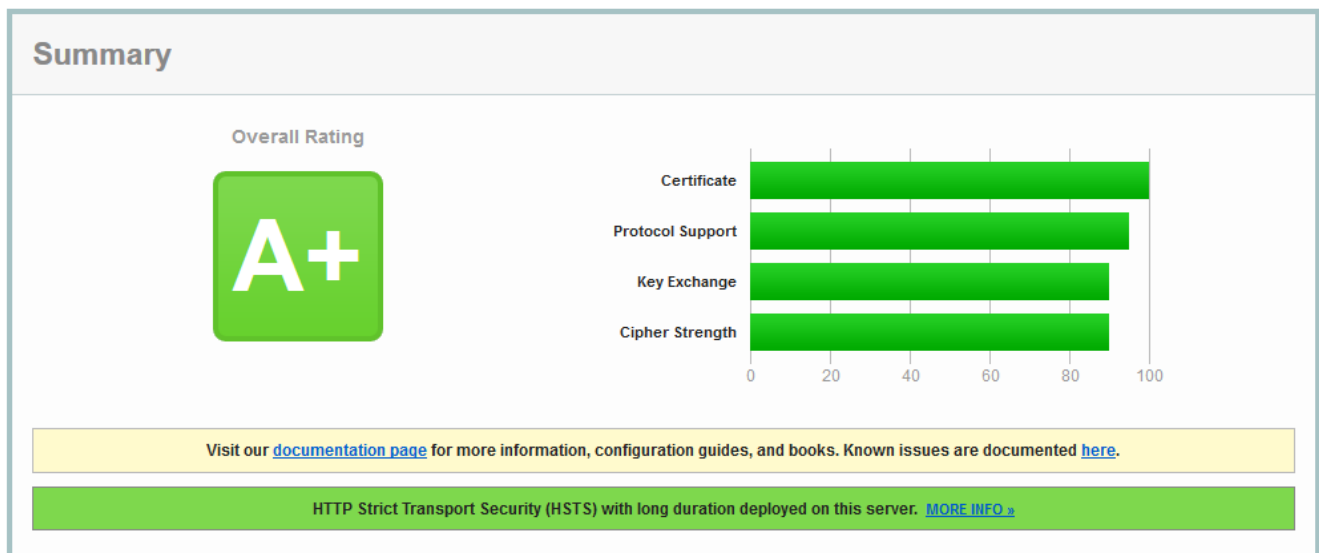 Summary
Overall Rating
A+
Certificate
Protocol Support
Key Exchange
Cipher Strength
0 20 40 60 80 100
Visit our documentation page for more information, configuration guides, and books. Known issues are documented here.
HTTP Strict Transport Security (HSTS) with long duration deployed on this server. MORE INFO »